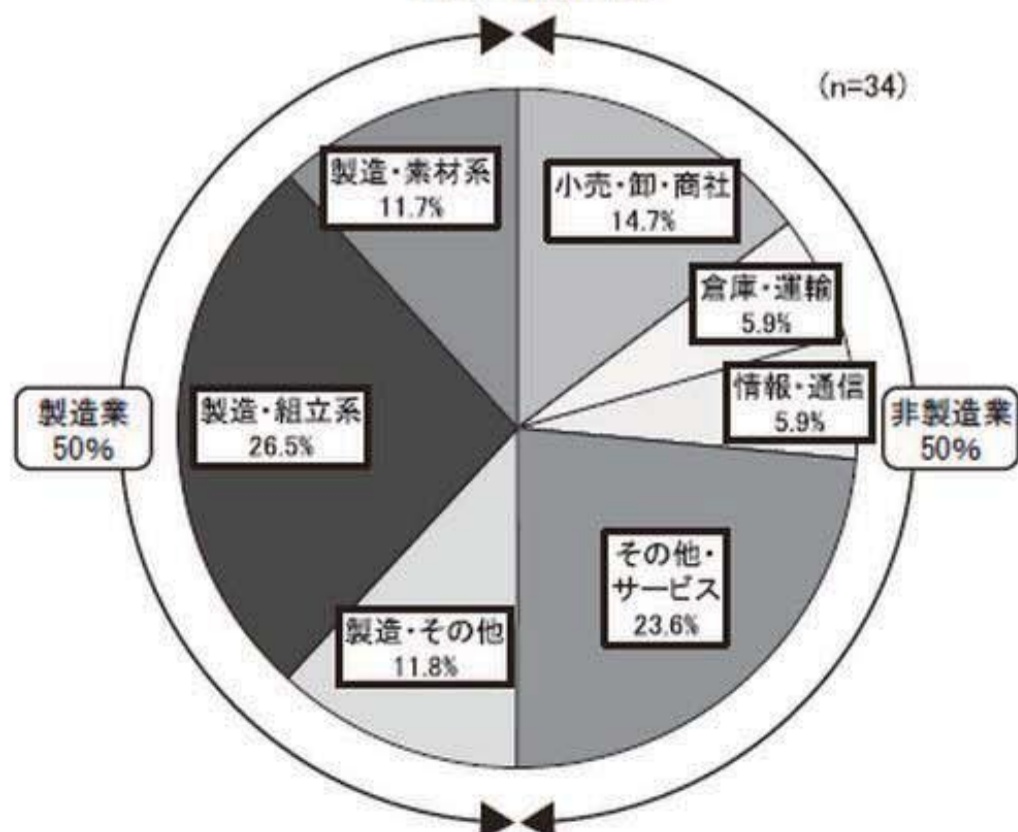 (n=34)
製造・素材系
11.7%
小売・卸・商社
14.7%
倉庫・運輸
5.9%
情報・通信
5.9%
製造業
50%
製造・組立系
26.5%
非製造業
50%
その他・
サービス
23.6%
製造・その他
11.8%